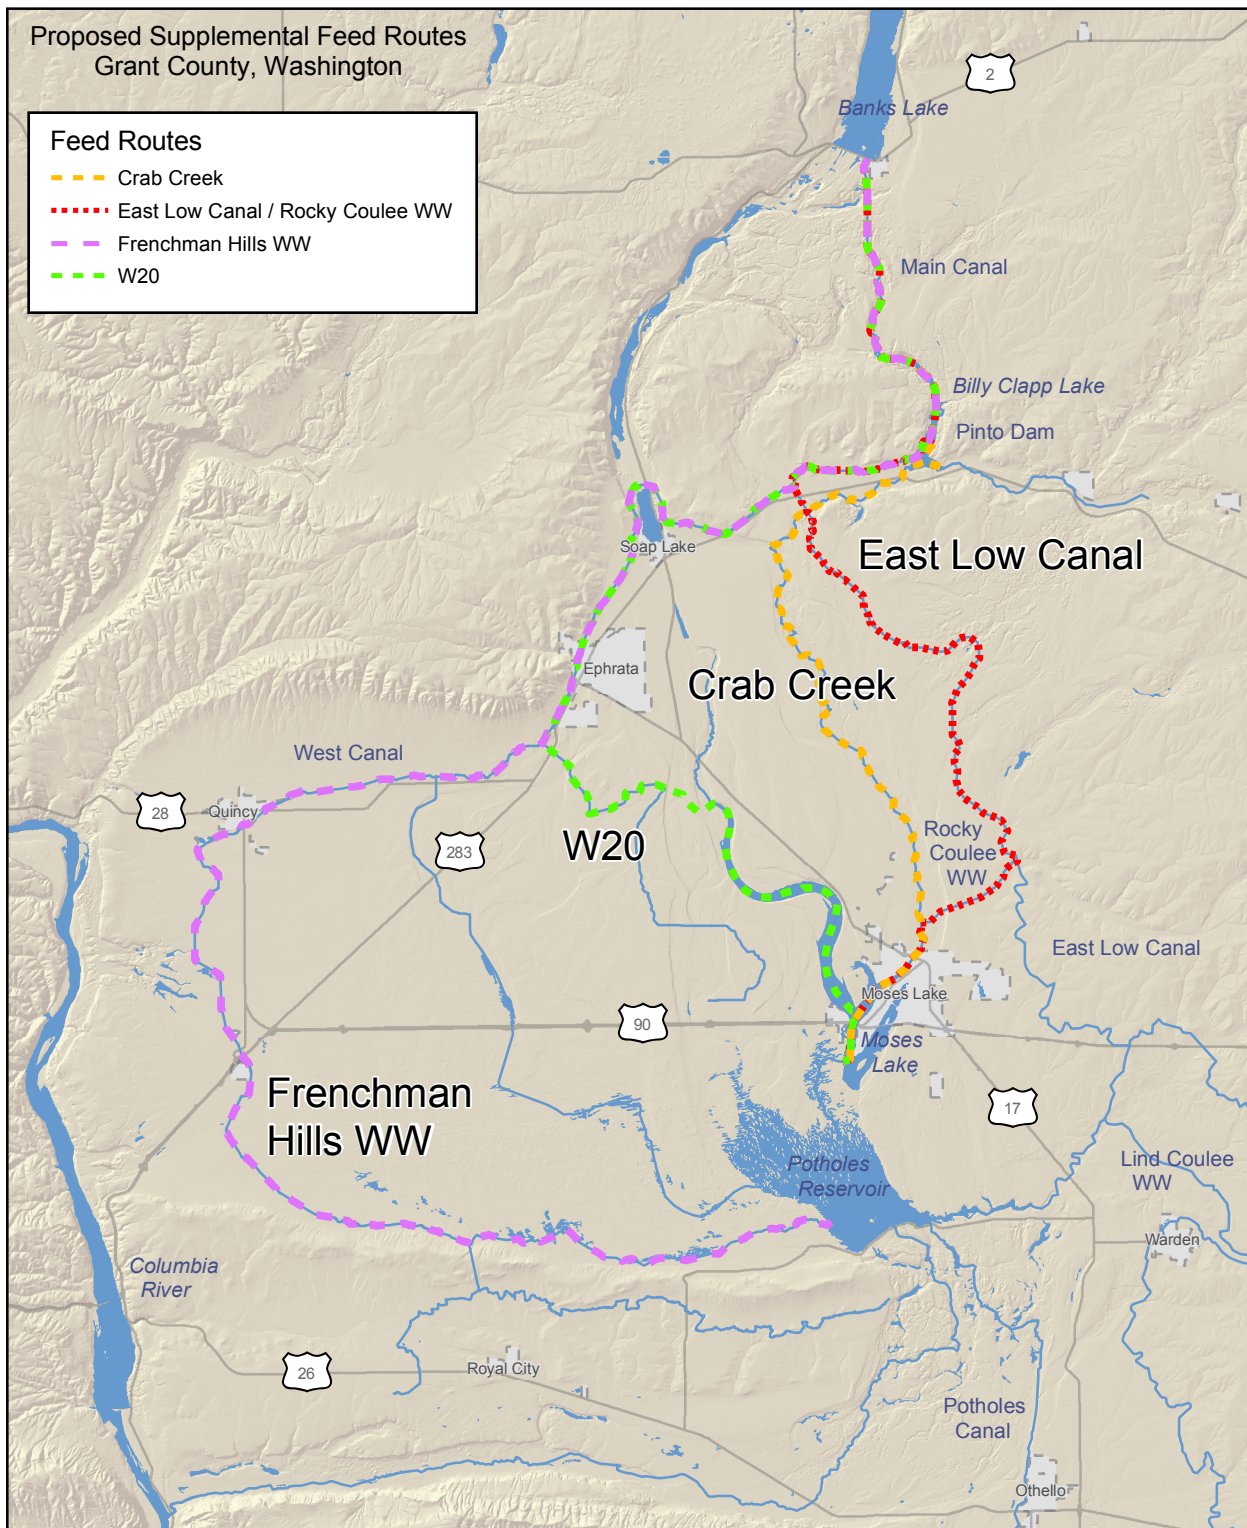 Proposed Supplemental Feed Routes
Grant County, Washington
Feed Routes
Crab Creek
East Low Canal / Rocky Coulee WW
Frenchman Hills WW
W20
2
Banks Lake
Main Canal
Billy Clapp Lake
Pinto Dam
Soap Lake
East Low Canal
Ephrata
Crab Creek
West Canal
28
Quincy
283
W20
Rocky
Coulee
WW
East Low Canal
Moses Lake
90
Moses
Lake
Frenchman
Hills WW
17
Potholes
Reservoir
Lind Coulee
WW
Warden
Columbia
River
26
Royal City
Potholes
Canal
Othello